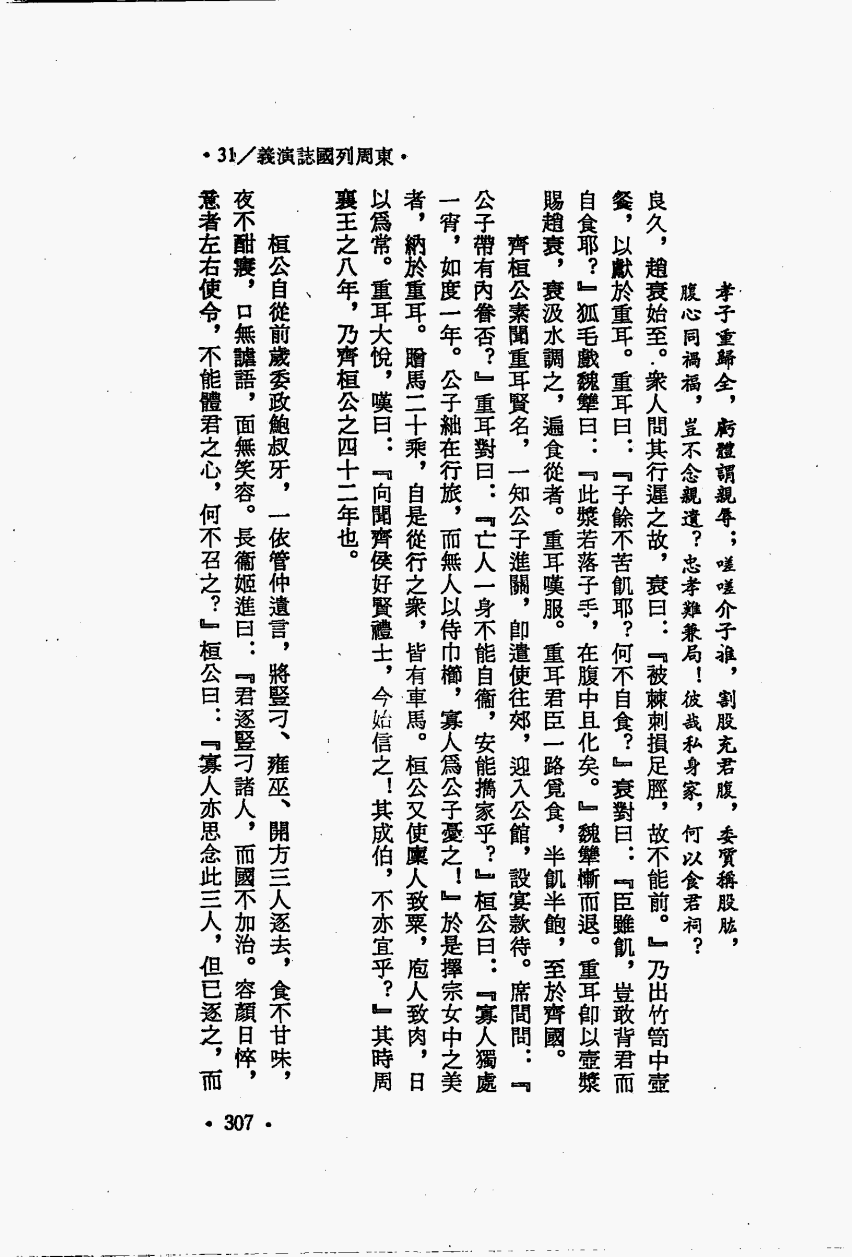 •31/義演誌國列周東•
孝子重歸全，虧體謂親辱；嗟嗟介子推，割股充君腹，委質稱股肱，
腹心同禍福，豈不念親遺？忠孝難兼局！彼哉私身家，何以食君祠？
良久，趙衰始至。衆人問其行遲之故，衰曰：『被棘刺損足脛，故不能前。』乃出竹笥中壺
餐，以獻於重耳。重耳曰：『子餘不苦飢耶？何不自食？』衰對曰：『臣雖飢，豈敢背君而
自食耶？』狐毛戲魏犨曰：『此漿若落子手，在腹中且化矣。』魏犨慚而退。重耳卽以壺漿
賜趙衰，衰汲水調之，遍食從者。重耳嘆服。重耳君臣一路覓食，半飢半飽，至於齊國。
齊桓公素聞重耳賢名，一知公子進關，卽遣使往郊，迎入公館，設宴款待。席間問：『
公子帶有內眷否？』重耳對曰：『亡人一身不能自衞，安能攜家乎？』桓公曰：『寡人獨處
一宵，如度一年。公子絀在行旅，而無人以侍巾櫛，寡人爲公子憂之！』於是擇宗女中之美
者，納於重耳。贈馬二十乘，自是從行之衆，皆有車馬。桓公又使廩人致粟，庖人致肉，日
以爲常。重耳大悅，嘆曰：『向聞齊侯好賢禮士，今始信之！其成伯，不亦宜乎？』其時周
襄王之八年，乃齊桓公之四十二年也。
桓公自從前歲委政鮑叔牙，一依管仲遺言，將豎刁、雍巫、開方三人逐去，食不甘味，
夜不酣寢，口無謔語，面無笑容。長衞姬進曰：『君逐豎刁諸人，而國不加治。容顏日悴，
意者左右使令，不能體君之心，何不召之？』桓公曰：『寡人亦思念此三人，但已逐之，而
•307•